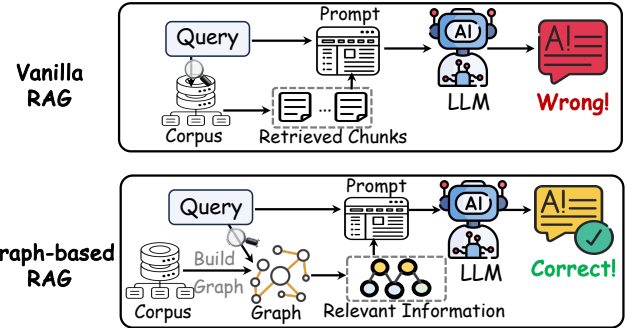 Vanilla
RAG
Query
Prompt
AI
A!
Corpus
...
Retrieved Chunks
LLM
Wrong!
raph-based
RAG
Query
Prompt
AI
A!
Build
Graph
Corpus
Graph
Relevant Information
LLM
Correct!